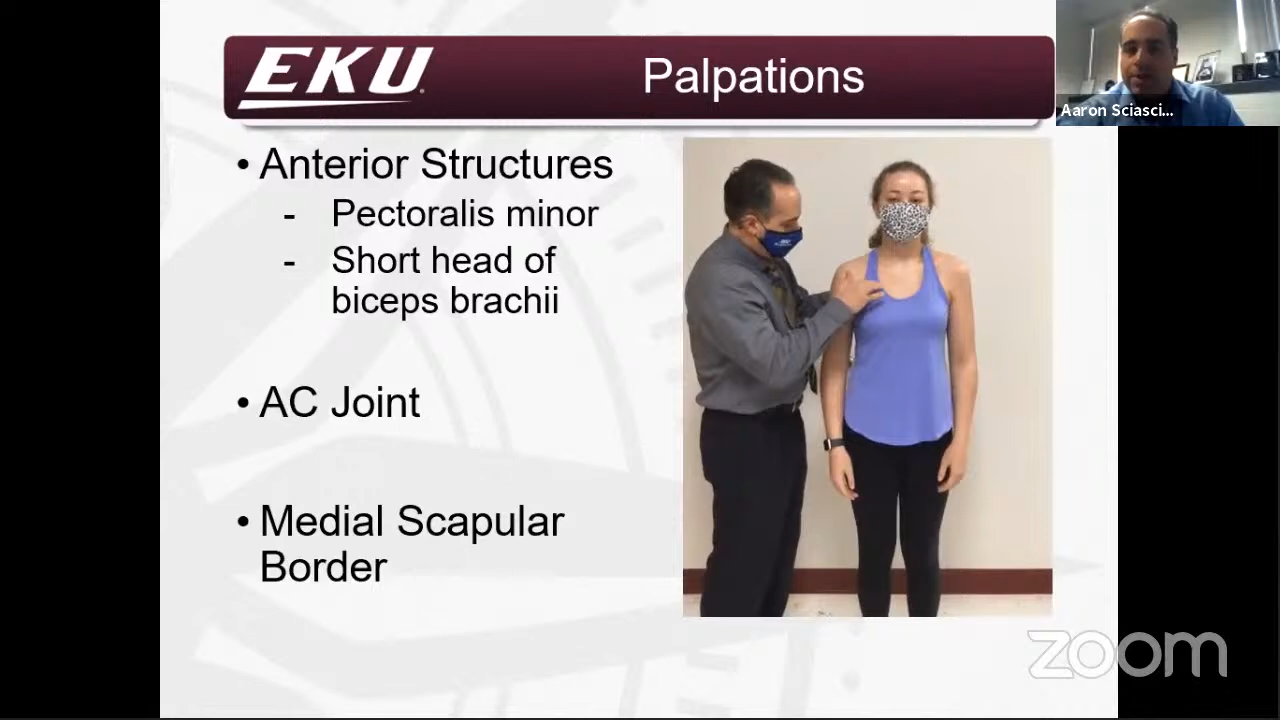 EKU
Palpations
Aaron Sciasci...
• Anterior Structures
- Pectoralis minor
- Short head of
biceps brachii
• AC Joint
• Medial Scapular
Border
zoom